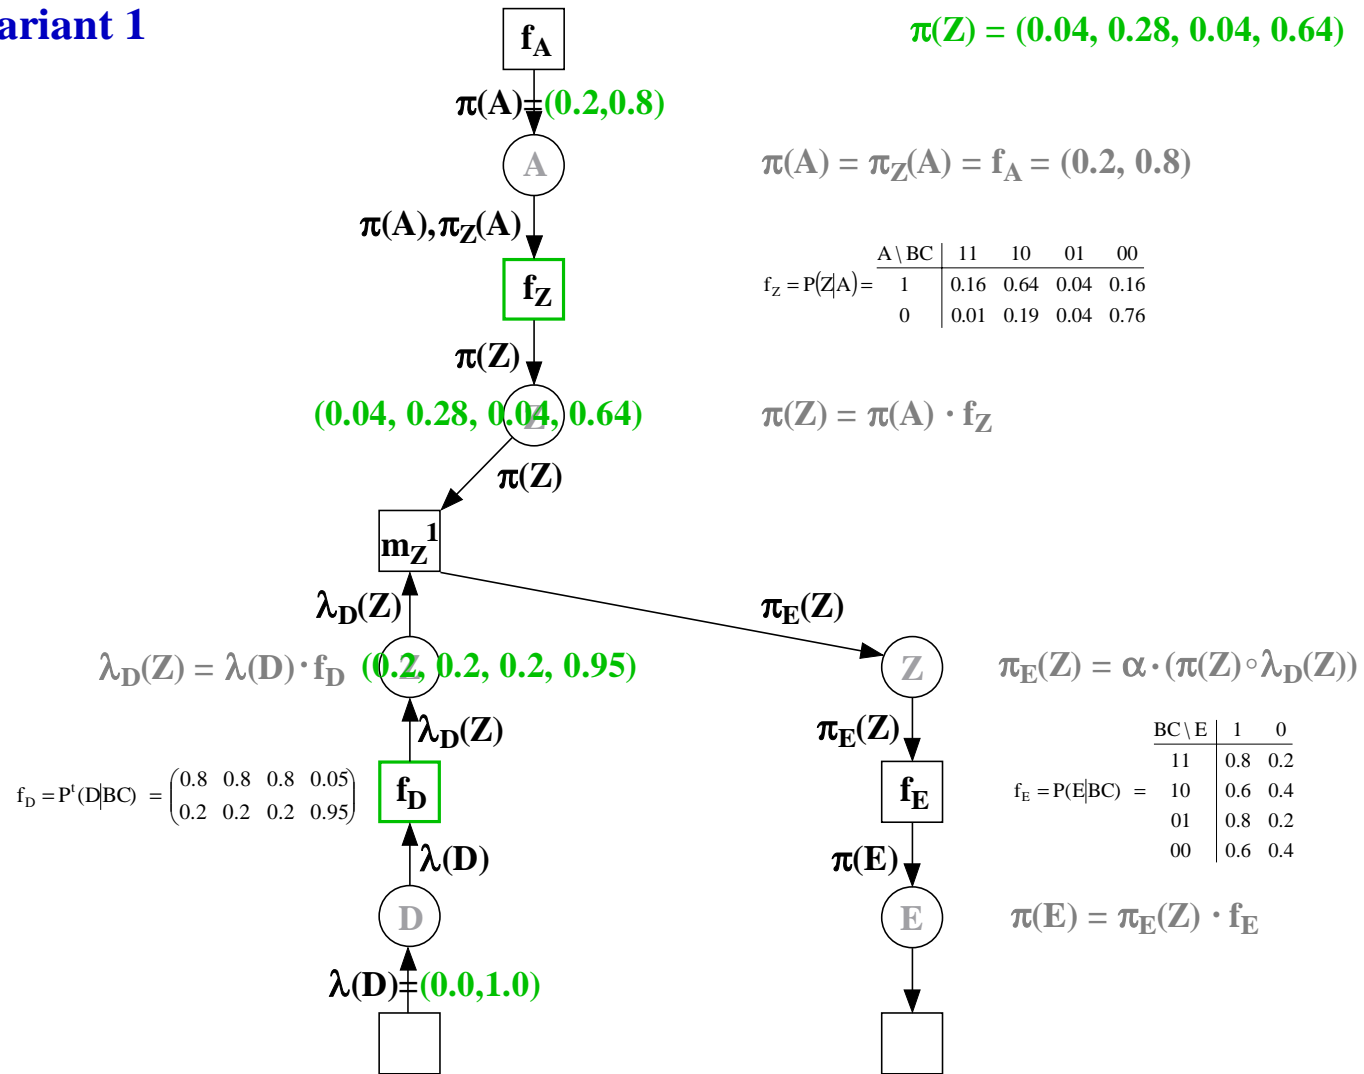 ariant 1
f_A
π(Z) = (0.04, 0.28, 0.04, 0.64)
π(A)=(0.2,0.8)
A
π(A) = π_Z(A) = f_A = (0.2, 0.8)
π(A),π_Z(A)
f_Z
f_Z = P(Z|A) =
A \ BC 11 10 01 00
1 0.16 0.64 0.04 0.16
0 0.01 0.19 0.04 0.76
π(Z)
(0.04, 0.28, 0.04, 0.64)
Z
π(Z) = π(A) · f_Z
π(Z)
m_Z^1
λ_D(Z)
π_E(Z)
λ_D(Z) = λ(D) · f_D
(0.2, 0.2, 0.2, 0.95)
Z
Z
π_E(Z) = α · (π(Z) ∘ λ_D(Z))
λ_D(Z)
π_E(Z)
f_D = P^t(D|BC) =
0.8 0.8 0.8 0.05
0.2 0.2 0.2 0.95
f_D
f_E
f_E = P(E|BC) =
BC \ E 1 0
11 0.8 0.2
10 0.6 0.4
01 0.8 0.2
00 0.6 0.4
λ(D)
π(E)
D
E
π(E) = π_E(Z) · f_E
λ(D)=(0.0,1.0)